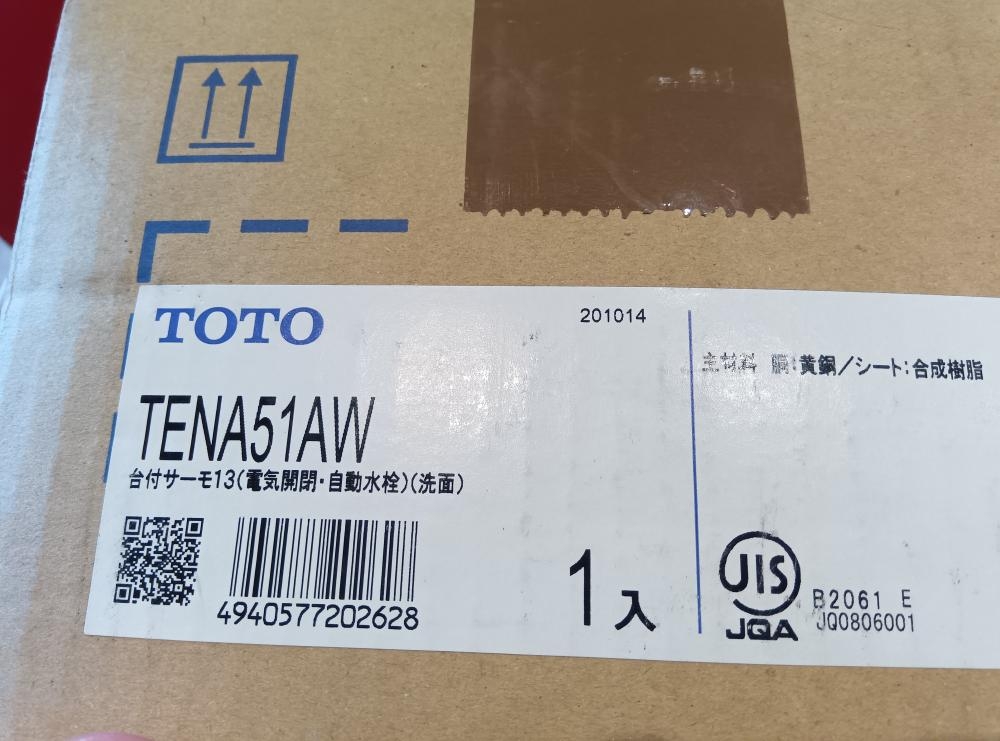 TOTO
201014
TENA51AW
台付サーモ13(電気開閉・自動水栓)(洗面)
4940577202628
1入
主材料 胴:黄銅/シート:合成樹脂
JIS
JQA
B2061 E
JQ0806001